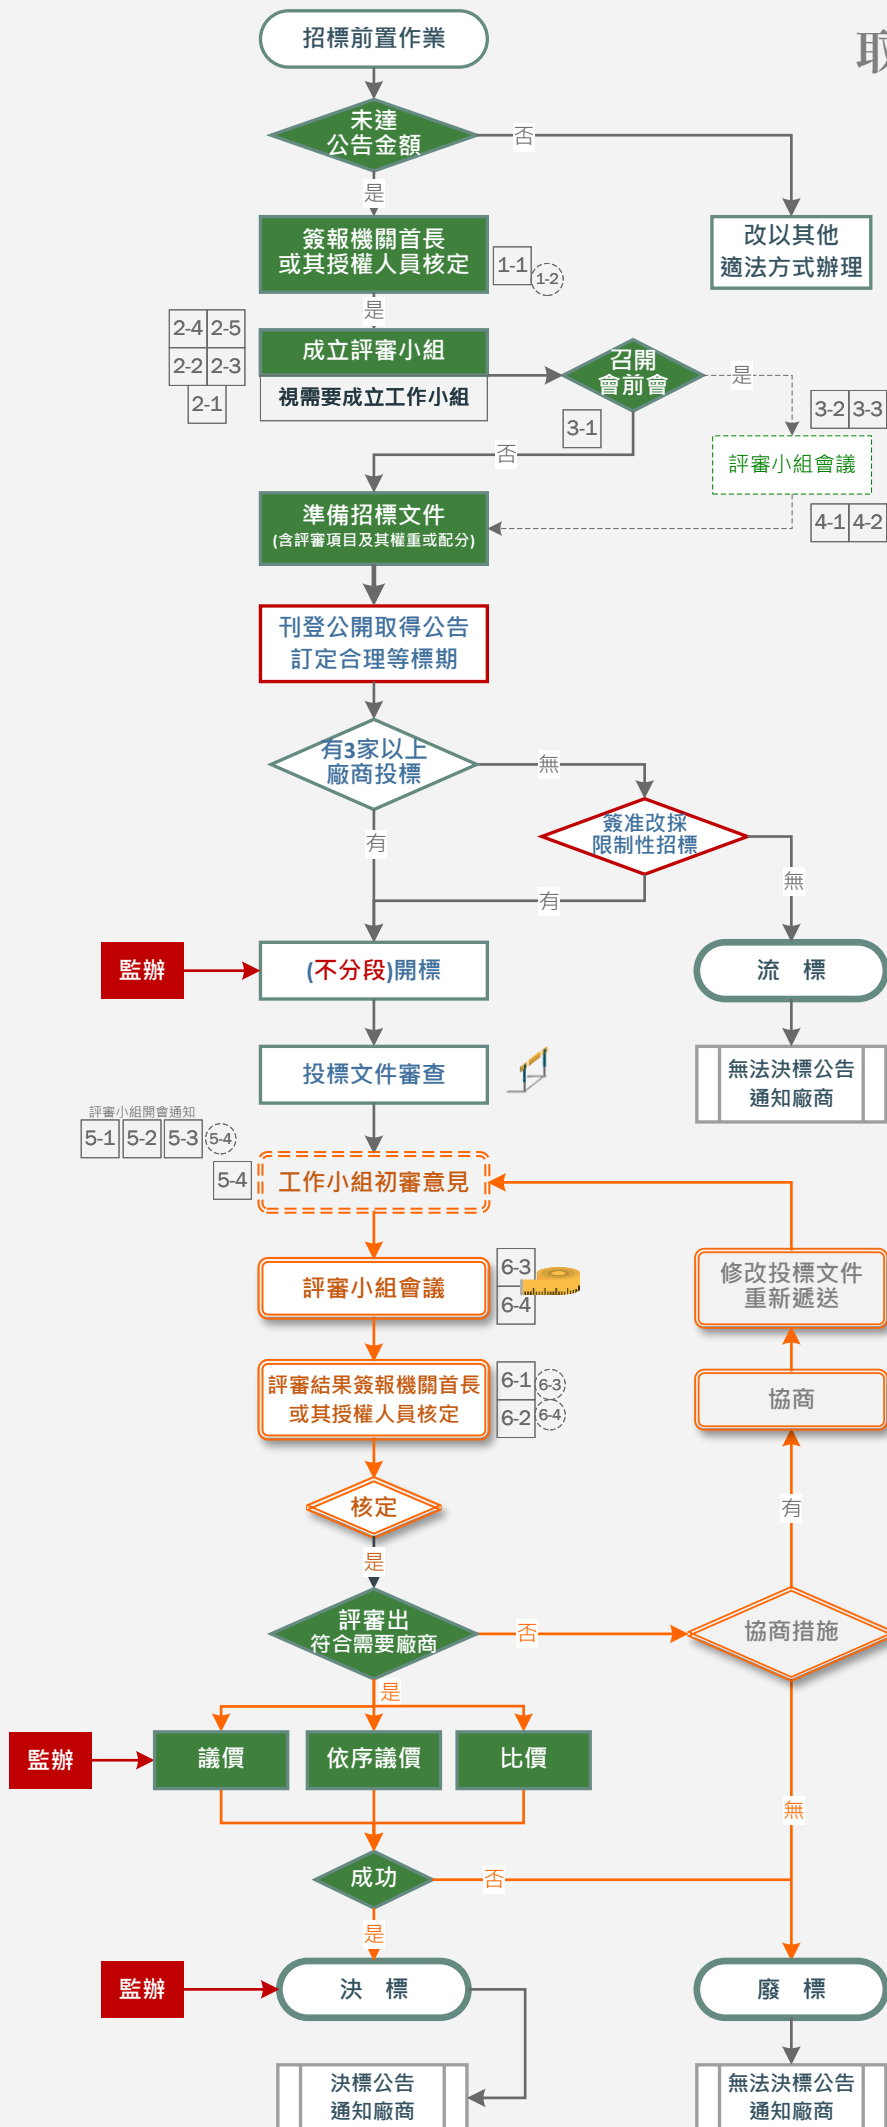 招標前置作業
取
未達
公告金額
否
是
簽報機關首長
或其授權人員核定
1-1
1-2
改以其他
適法方式辦理
是
2-4 2-5
2-2 2-3
2-1
成立評審小組
視需要成立工作小組
召開
會前會
是
3-1
3-2 3-3
否
評審小組會議
準備招標文件
(含評審項目及其權重或配分)
4-1 4-2
刊登公開取得公告
訂定合理等標期
有3家以上
廠商投標
無
簽准改採
限制性招標
有
無
有
監辦
(不分段)開標
流 標
投標文件審查
無法決標公告
通知廠商
評審小組開會通知
5-1 5-2 5-3 5-4
5-4
工作小組初審意見
評審小組會議
6-3
6-4
修改投標文件
重新遞送
評審結果簽報機關首長
或其授權人員核定
6-1 6-3
6-2 6-4
協商
核定
有
是
評審出
符合需要廠商
否
協商措施
是
監辦
議價
依序議價
比價
無
成功
否
是
監辦
決 標
廢 標
決標公告
通知廠商
無法決標公告
通知廠商